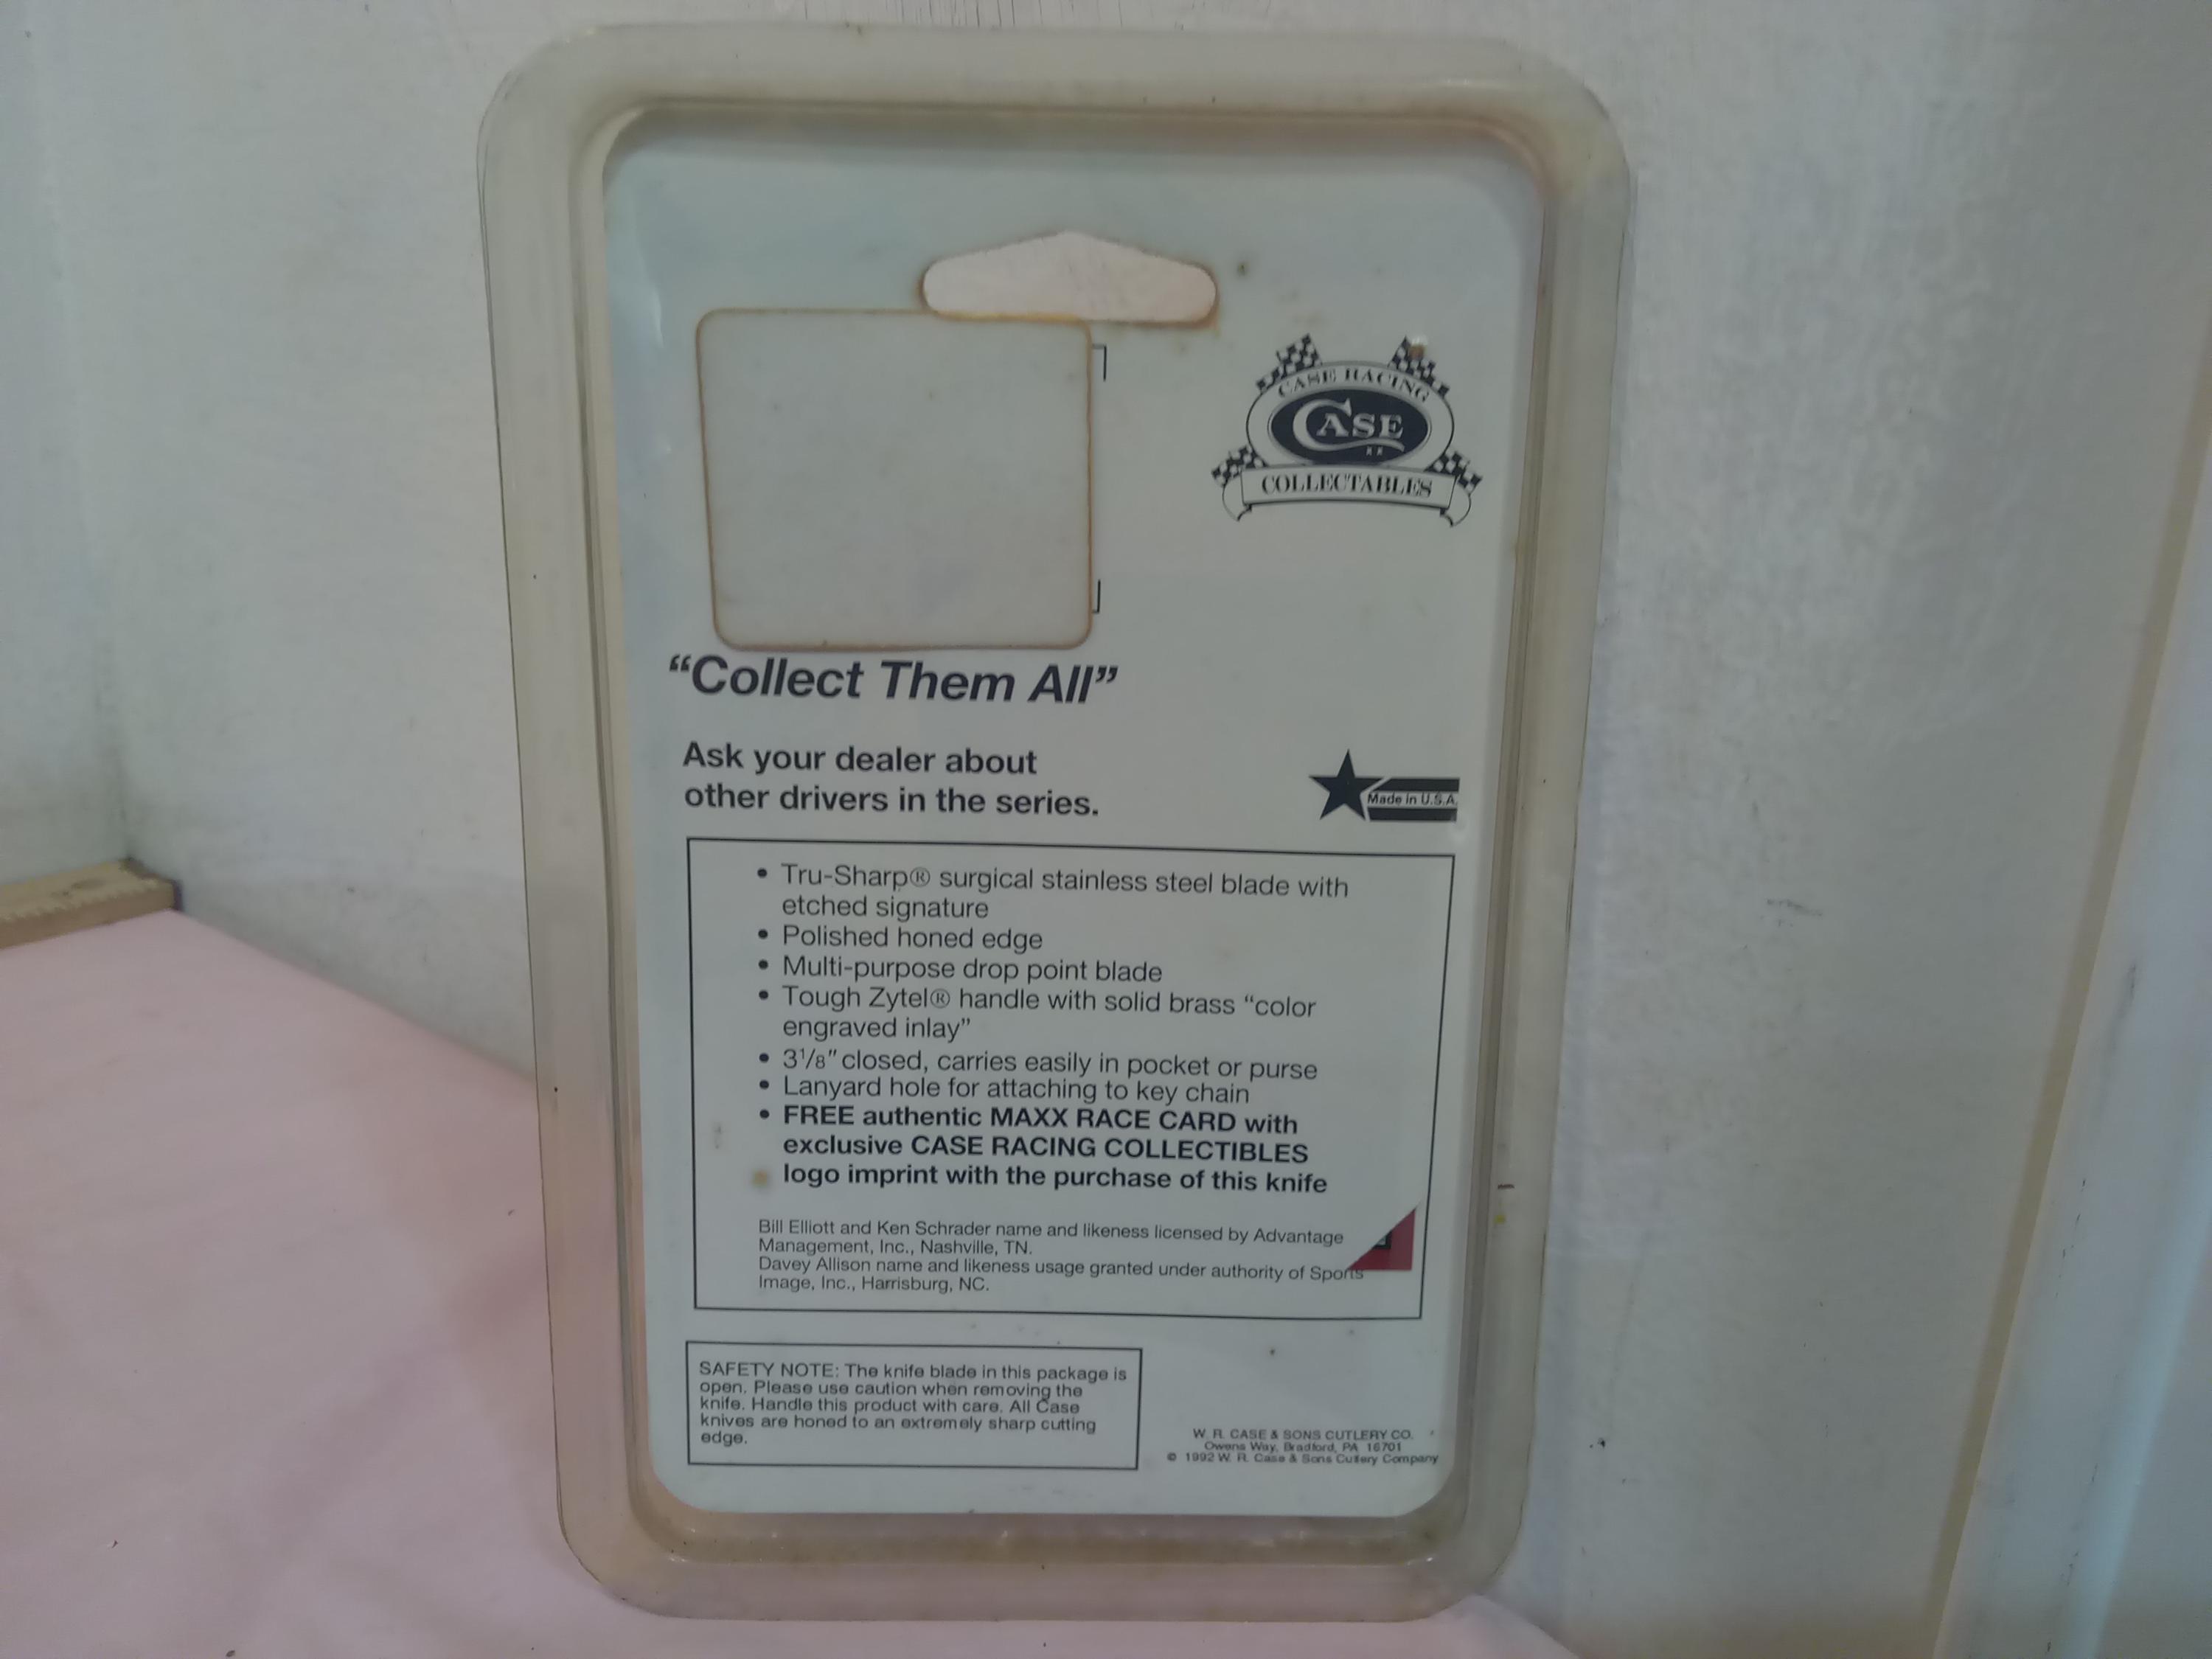 CASE RACING
CASE
XX
COLLECTABLES
“Collect Them All”
Ask your dealer about
other drivers in the series.
Made in U.S.A.
• Tru-Sharp® surgical stainless steel blade with
etched signature
• Polished honed edge
• Multi-purpose drop point blade
• Tough Zytel® handle with solid brass “color
engraved inlay”
• 3 1/8" closed, carries easily in pocket or purse
• Lanyard hole for attaching to key chain
• FREE authentic MAXX RACE CARD with
exclusive CASE RACING COLLECTIBLES
logo imprint with the purchase of this knife
Bill Elliott and Ken Schrader name and likeness licensed by Advantage
Management, Inc., Nashville, TN.
Davey Allison name and likeness usage granted under authority of Sports
Image, Inc., Harrisburg, NC.
SAFETY NOTE: The knife blade in this package is
open. Please use caution when removing the
knife. Handle this product with care. All Case
knives are honed to an extremely sharp cutting
edge.
W. R. CASE & SONS CUTLERY CO.
Owens Way, Bradford, PA 16701
© 1992 W. R. Case & Sons Cutlery Company